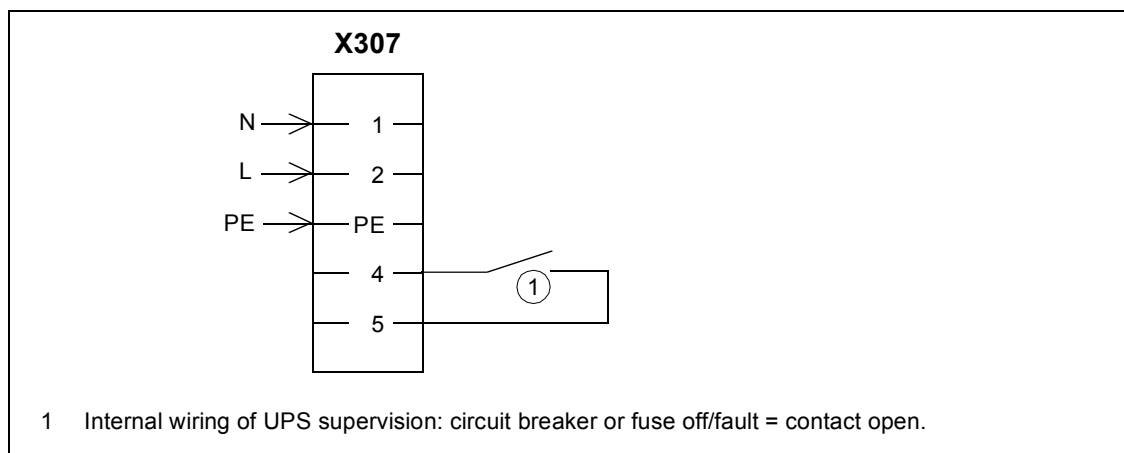 X307
N 1
L 2
PE PE
4
1
5
1 Internal wiring of UPS supervision: circuit breaker or fuse off/fault = contact open.